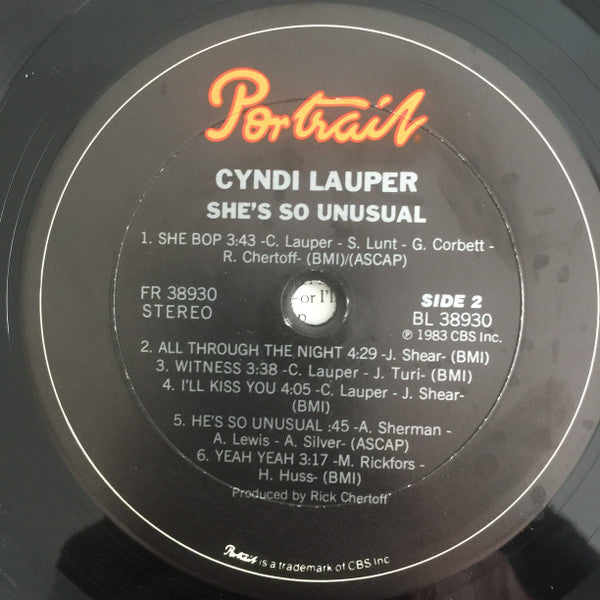 Portrait
CYNDI LAUPER
SHE'S SO UNUSUAL
1. SHE BOP 3:43 -C. Lauper - S. Lunt - G. Corbett -
R. Chertoff- (BMI)/(ASCAP)
FR 38930
STEREO
-or I'l
SIDE 2
BL 38930
℗ 1983 CBS Inc.
2. ALL THROUGH THE NIGHT 4:29 -J. Shear- (BMI)
3. WITNESS 3:38 -C. Lauper - J. Turi- (BMI)
4. I'LL KISS YOU 4:05 -C. Lauper - J. Shear-
(BMI)
5. HE'S SO UNUSUAL :45 -A. Sherman -
A. Lewis - A. Silver- (ASCAP)
6. YEAH YEAH 3:17 -M. Rickfors -
H. Huss- (BMI)
Produced by Rick Chertoff
Portrait is a trademark of CBS Inc